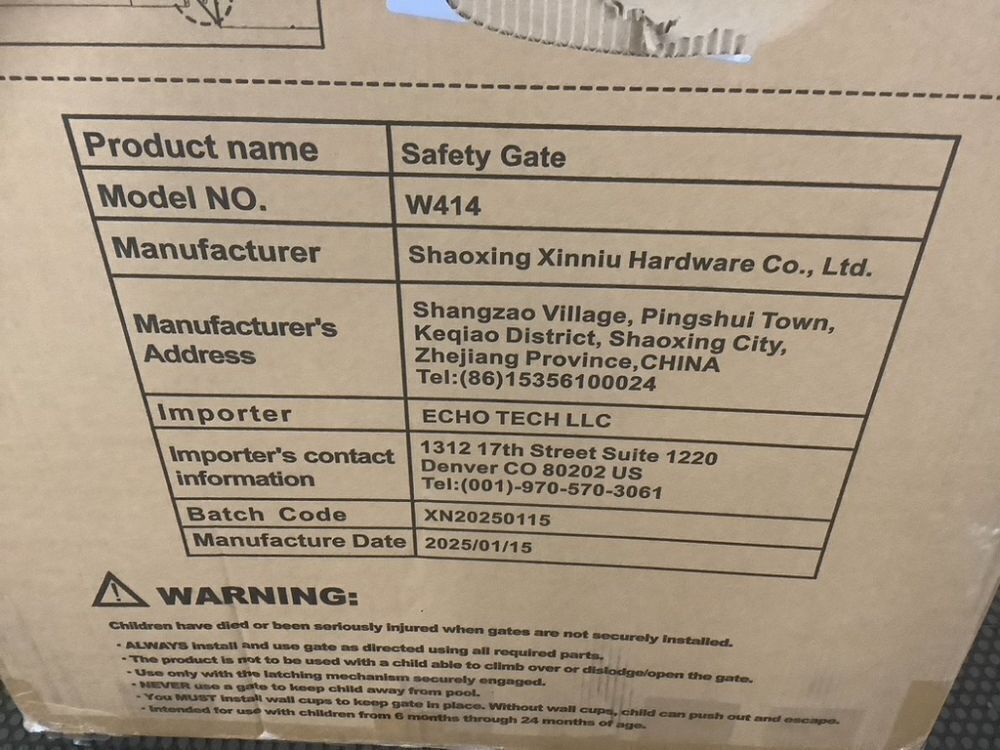 Product name Safety Gate
Model NO. W414
Manufacturer Shaoxing Xinniu Hardware Co., Ltd.
Manufacturer's
Address
Shangzao Village, Pingshui Town,
Keqiao District, Shaoxing City,
Zhejiang Province,CHINA
Tel:(86)15356100024
Importer ECHO TECH LLC
Importer's contact
information
1312 17th Street Suite 1220
Denver CO 80202 US
Tel:(001)-970-570-3061
Batch Code XN20250115
Manufacture Date 2025/01/15
WARNING:
Children have died or been seriously injured when gates are not securely installed.
• ALWAYS install and use gate as directed using all required parts.
• The product is not to be used with a child able to climb over or dislodge/open the gate.
• Use only with the latching mechanism securely engaged.
• NEVER use a gate to keep child away from pool.
• You MUST install wall cups to keep gate in place. Without wall cups, child can push out and escape.
• Intended for use with children from 6 months through 24 months of age.